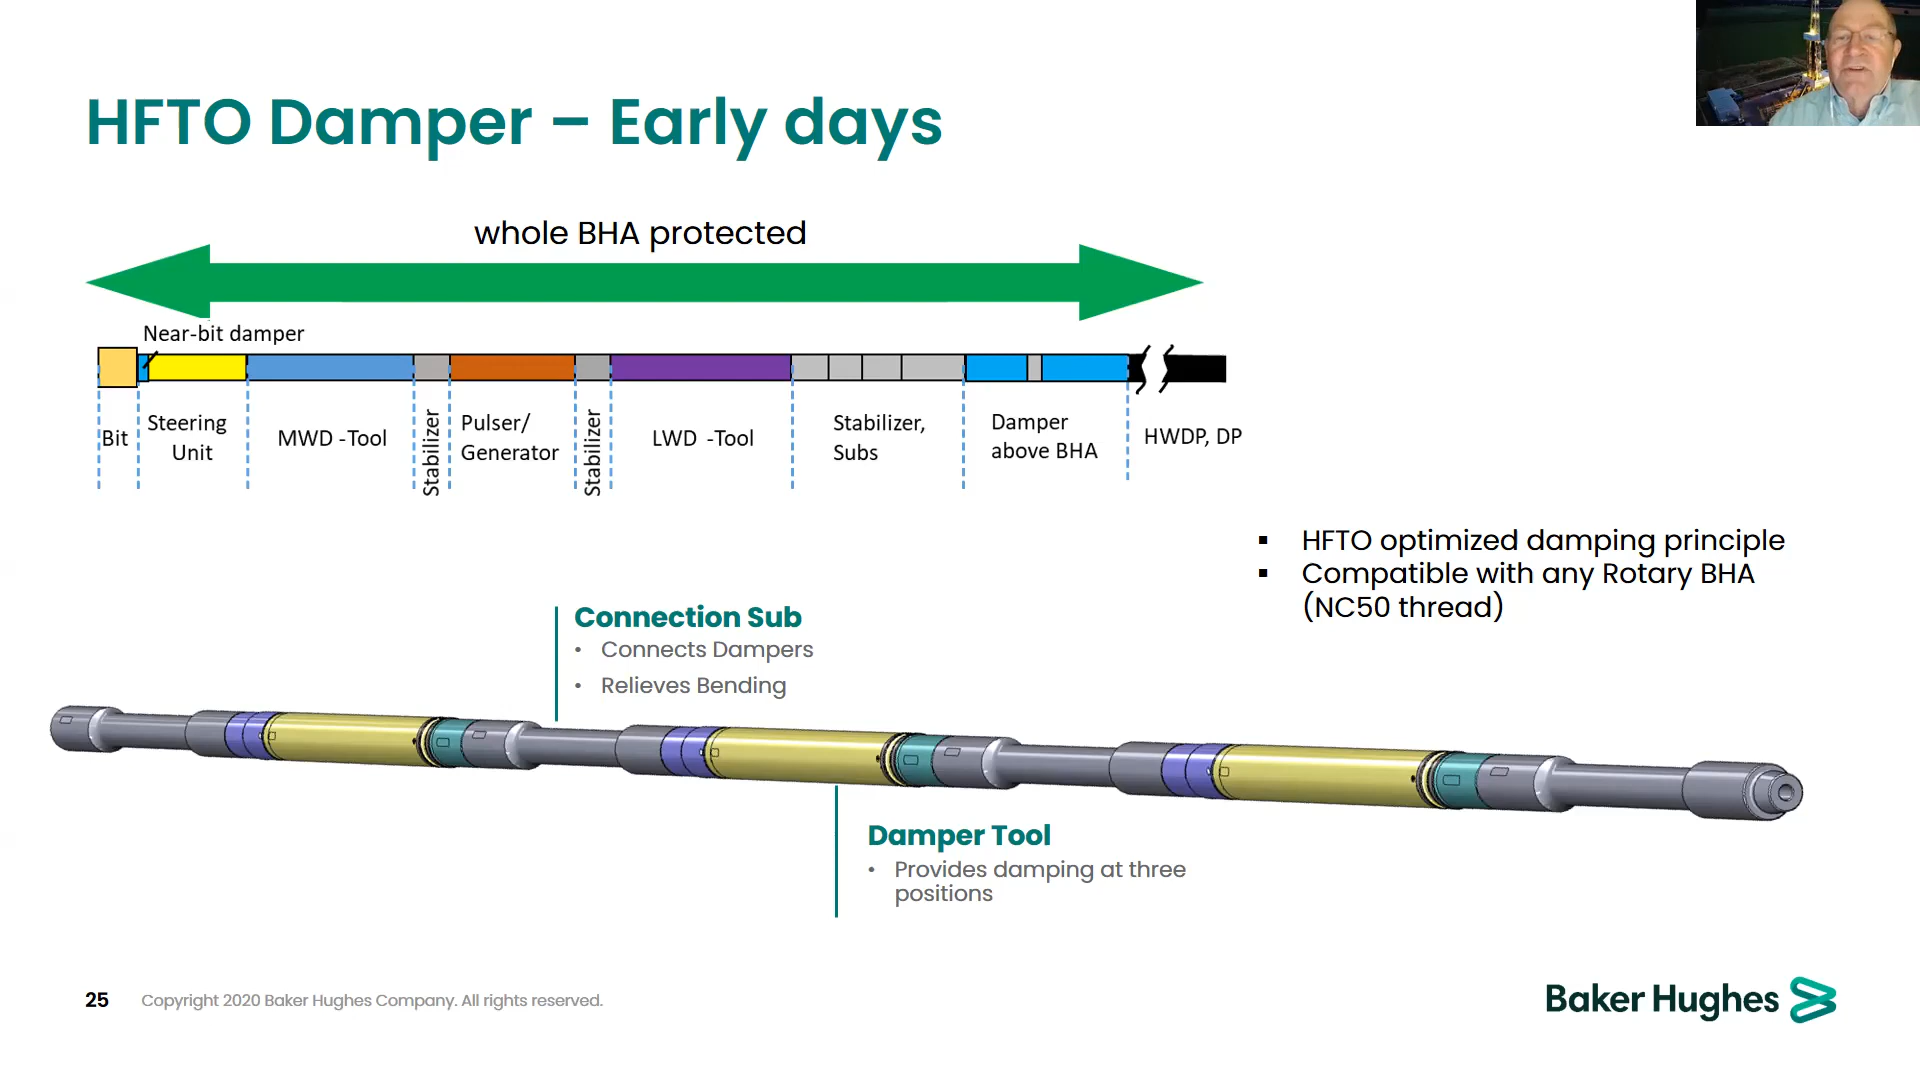 HFTO Damper – Early days
whole BHA protected
Near-bit damper
Bit
Steering
Unit
MWD -Tool
Stabilizer
Pulser/
Generator
Stabilizer
LWD -Tool
Stabilizer,
Subs
Damper
above BHA
HWDP, DP
▪ HFTO optimized damping principle
▪ Compatible with any Rotary BHA
(NC50 thread)
Connection Sub
• Connects Dampers
• Relieves Bending
Damper Tool
• Provides damping at three
positions
25 Copyright 2020 Baker Hughes Company. All rights reserved.
Baker Hughes